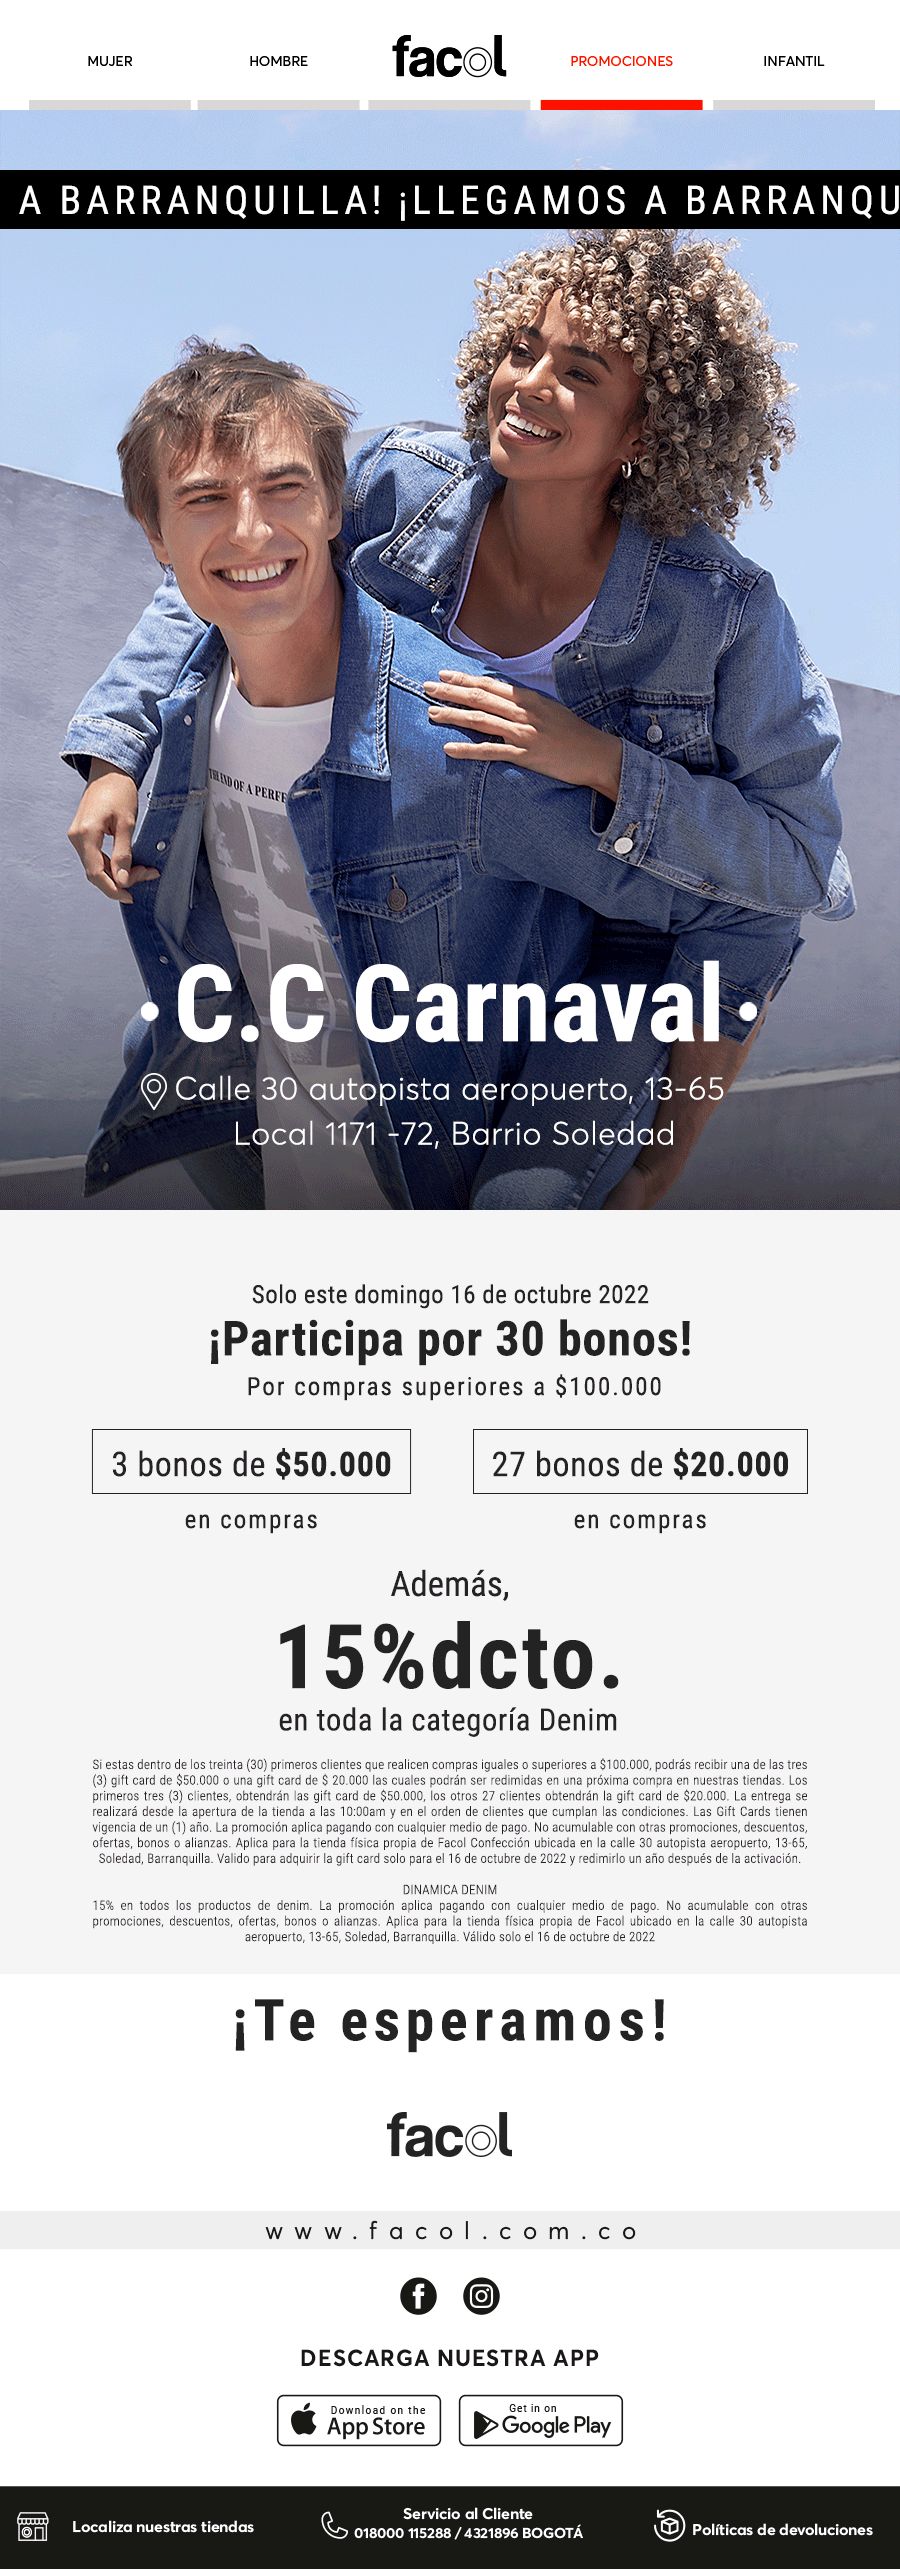 MUJER
HOMBRE
facol
PROMOCIONES
INFANTIL
A BARRANQUILLA! ¡LLEGAMOS A BARRANQU
THE END OF A PERFE
C.C Carnaval
Calle 30 autopista aeropuerto, 13-65
Local 1171 -72, Barrio Soledad
Solo este domingo 16 de octubre 2022
¡Participa por 30 bonos!
Por compras superiores a $100.000
3 bonos de $50.000
en compras
27 bonos de $20.000
en compras
Además,
15%dcto.
en toda la categoría Denim
Si estas dentro de los treinta (30) primeros clientes que realicen compras iguales o superiores a $100.000, podrás recibir una de las tres
(3) gift card de $50.000 o una gift card de $ 20.000 las cuales podrán ser redimidas en una próxima compra en nuestras tiendas. Los
primeros tres (3) clientes, obtendrán las gift card de $50.000, los otros 27 clientes obtendrán la gift card de $20.000. La entrega se
realizará desde la apertura de la tienda a las 10:00am y en el orden de clientes que cumplan las condiciones. Las Gift Cards tienen
vigencia de un (1) año. La promoción aplica pagando con cualquier medio de pago. No acumulable con otras promociones, descuentos,
ofertas, bonos o alianzas. Aplica para la tienda física propia de Facol Confección ubicada en la calle 30 autopista aeropuerto, 13-65,
Soledad, Barranquilla. Valido para adquirir la gift card solo para el 16 de octubre de 2022 y redimirlo un año después de la activación.
DINAMICA DENIM
15% en todos los productos de denim. La promoción aplica pagando con cualquier medio de pago. No acumulable con otras
promociones, descuentos, ofertas, bonos o alianzas. Aplica para la tienda física propia de Facol ubicado en la calle 30 autopista
aeropuerto, 13-65, Soledad, Barranquilla. Válido solo el 16 de octubre de 2022
¡Te esperamos!
facol
www.facol.com.co
DESCARGA NUESTRA APP
Download on the
App Store
Get in on
Google Play
Localiza nuestras tiendas
Servicio al Cliente
018000 115288 / 4321896 BOGOTÁ
Políticas de devoluciones